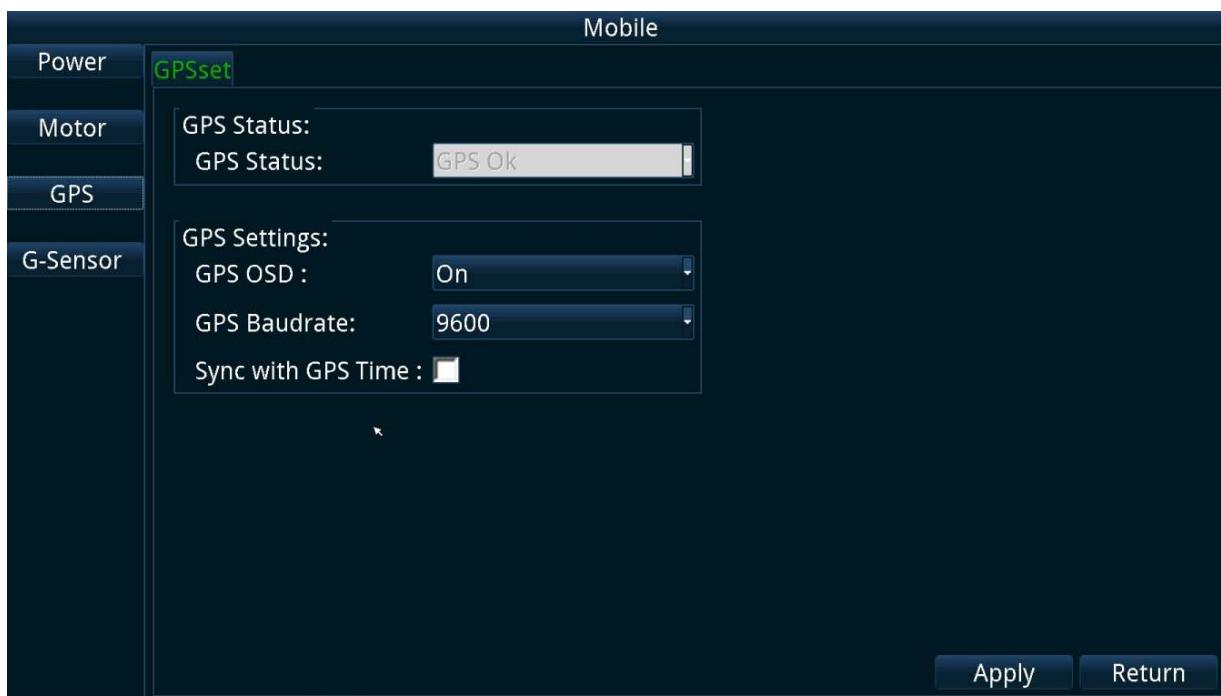 Mobile
Power
Motor
GPS
G-Sensor
GPSset
GPS Status:
GPS Status: GPS Ok
GPS Settings:
GPS OSD : On
GPS Baudrate: 9600
Sync with GPS Time :
Apply Return